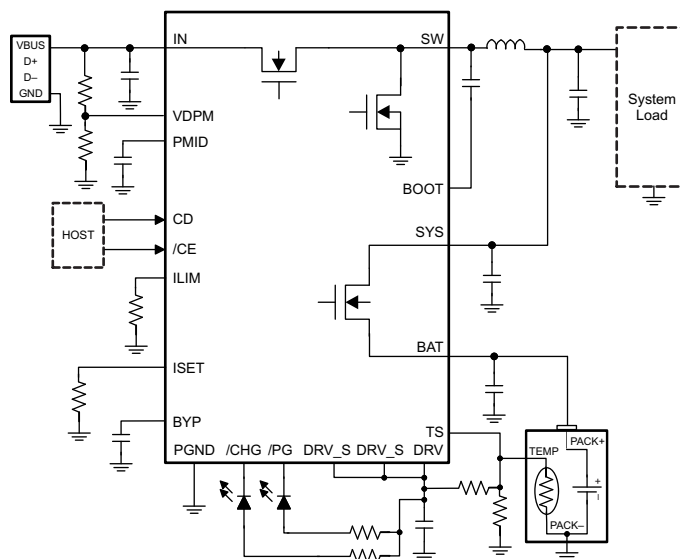 VBUS
D+
D–
GND
IN
SW
VDPM
PMID
BOOT
System
Load
HOST
CD
/CE
SYS
ILIM
BAT
ISET
BYP
TS
PGND
/CHG
/PG
DRV_S
DRV_S
DRV
TEMP
PACK+
+
–
PACK–